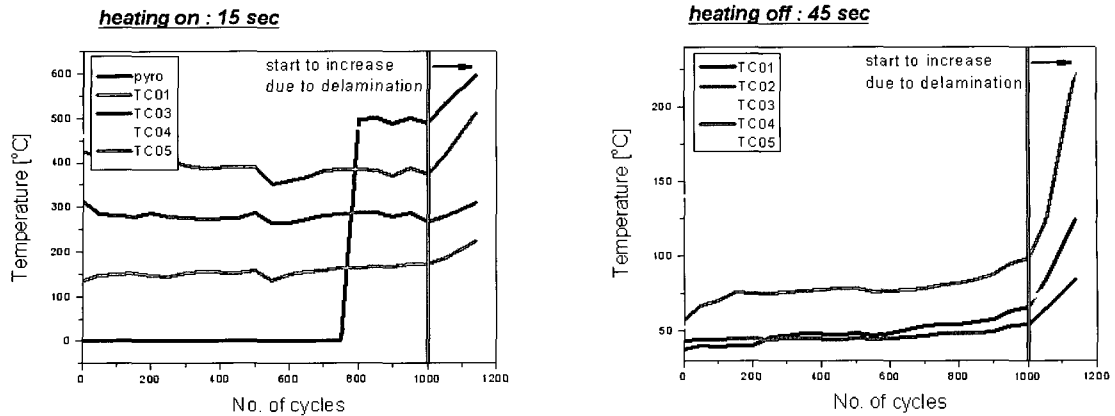 heating on : 15 sec
600
500
400
300
200
100
0
Temperature [°C]
pyro
TC01
TC03
TC04
TC05
start to increase
due to delamination
0
200
400
600
800
1000
1200
No. of cycles
heating off : 45 sec
200
150
100
50
Temperature [°C]
TC01
TC02
TC03
TC04
TC05
start to increase
due to delamination
0
200
400
600
800
1000
1200
No. of cycles